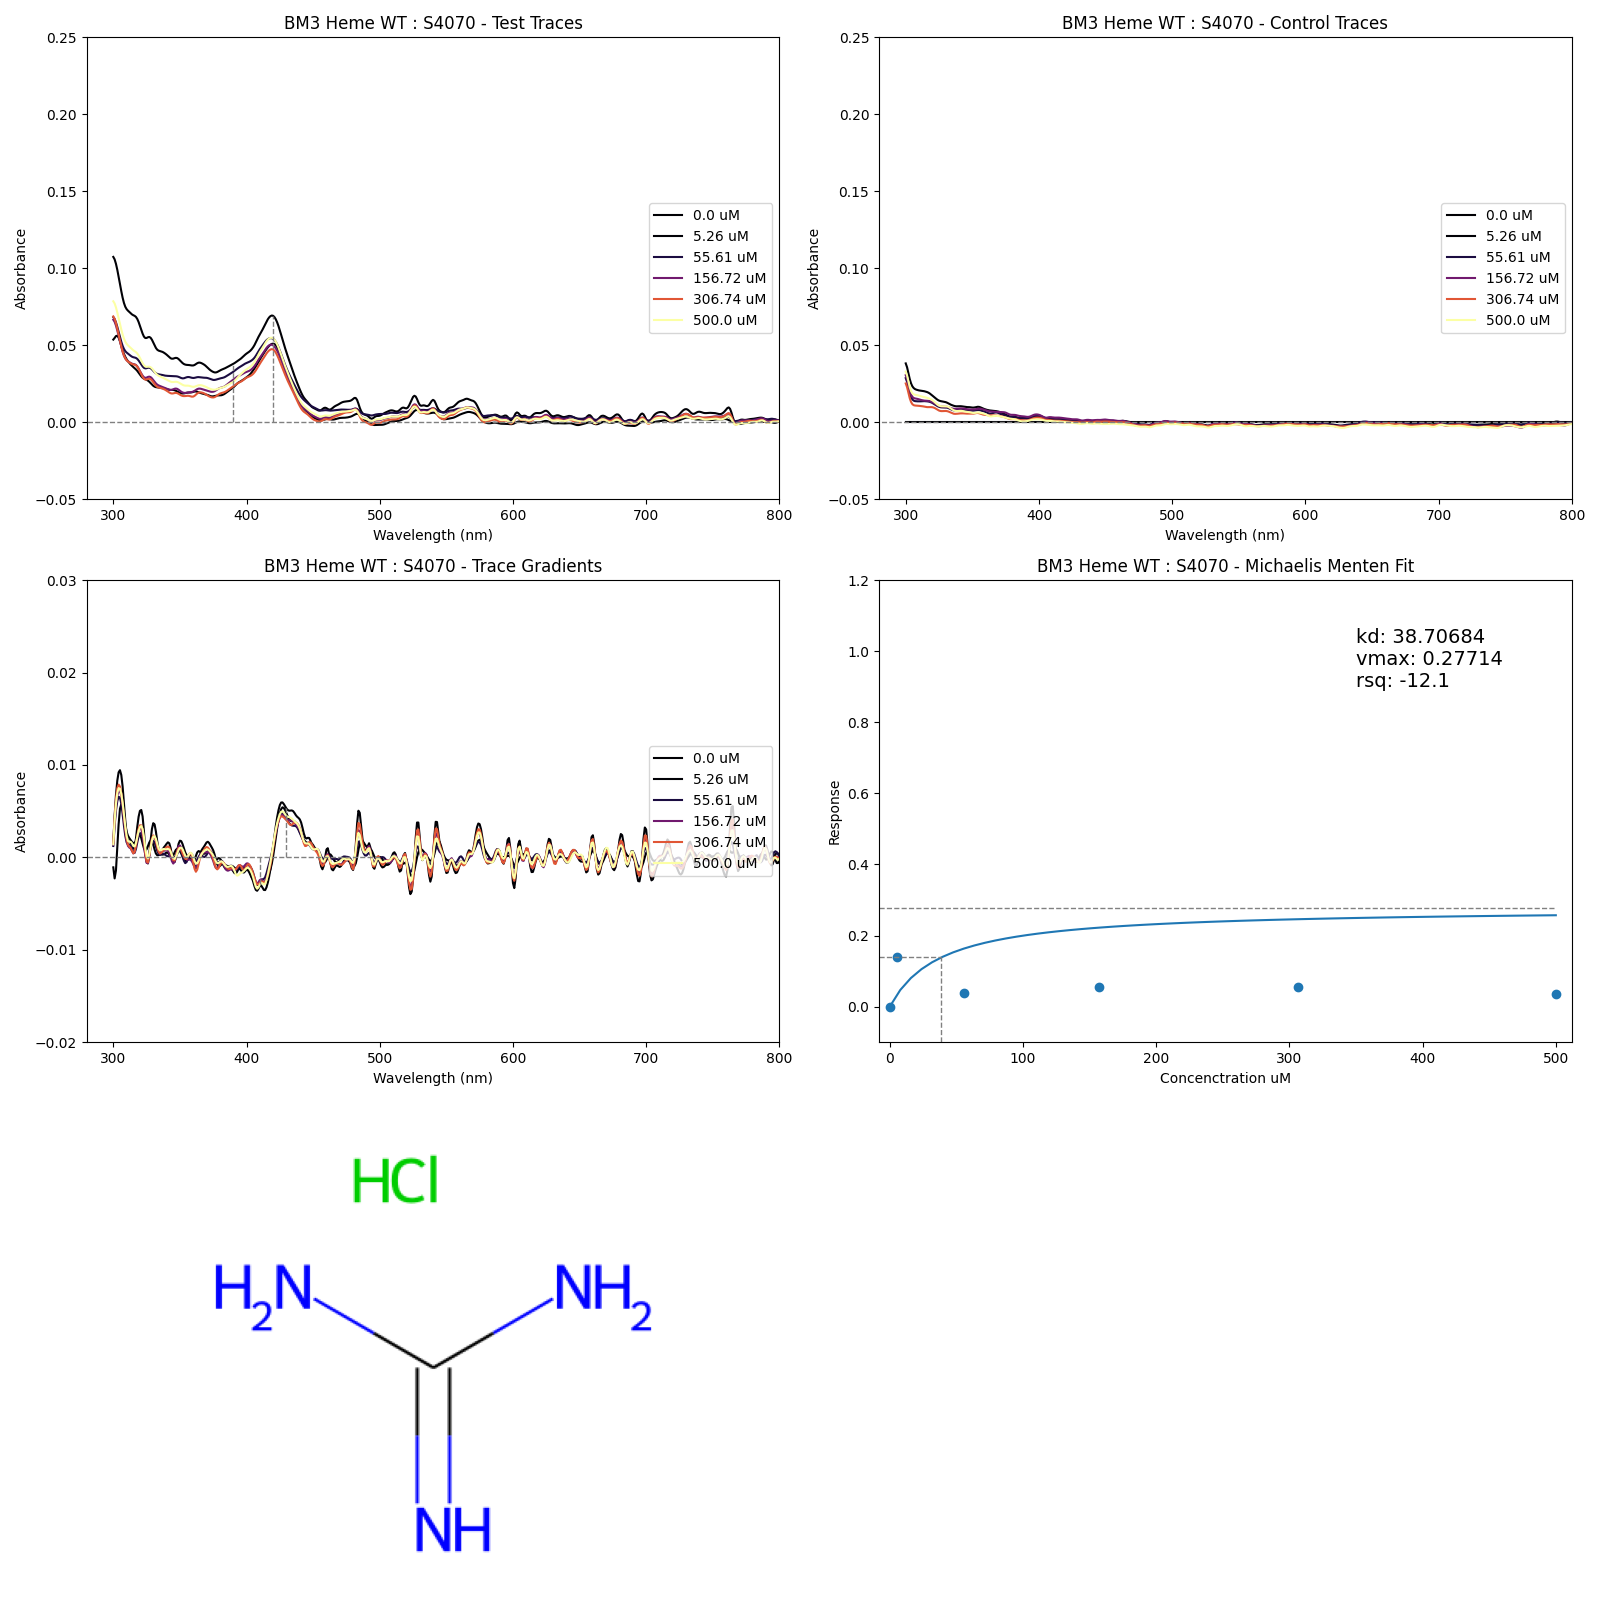 BM3 Heme WT : S4070 - Test Traces
0.25
0.20
0.15
0.10
0.05
0.00
−0.05
Absorbance
300 400 500 600 700 800
Wavelength (nm)
0.0 uM
5.26 uM
55.61 uM
156.72 uM
306.74 uM
500.0 uM
BM3 Heme WT : S4070 - Control Traces
0.25
0.20
0.15
0.10
0.05
0.00
−0.05
Absorbance
300 400 500 600 700 800
Wavelength (nm)
0.0 uM
5.26 uM
55.61 uM
156.72 uM
306.74 uM
500.0 uM
BM3 Heme WT : S4070 - Trace Gradients
0.03
0.02
0.01
0.00
−0.01
−0.02
Absorbance
300 400 500 600 700 800
Wavelength (nm)
0.0 uM
5.26 uM
55.61 uM
156.72 uM
306.74 uM
500.0 uM
BM3 Heme WT : S4070 - Michaelis Menten Fit
1.2
1.0
0.8
0.6
0.4
0.2
0.0
Response
0 100 200 300 400 500
Concenctration uM
kd: 38.70684
vmax: 0.27714
rsq: -12.1
HCl
H2N
NH2
NH